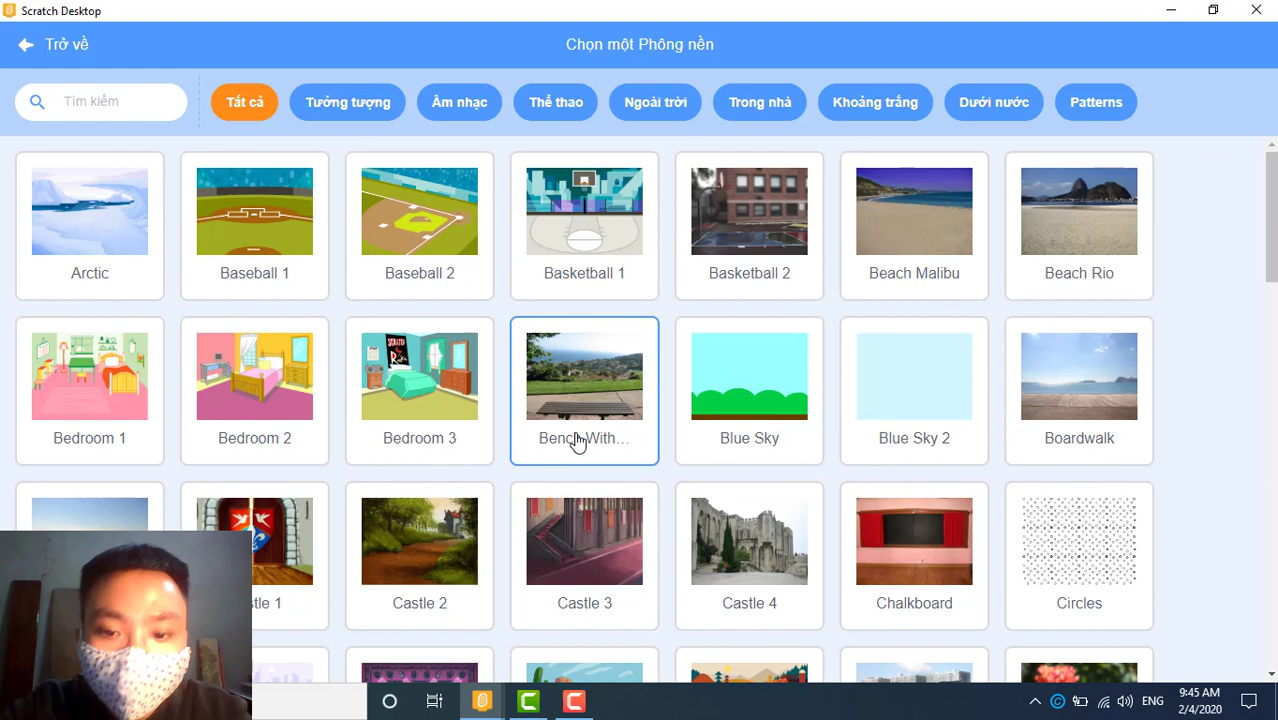 Scratch Desktop
Trở về
Chọn một Phông nền
Tìm kiếm
Tất cả
Tưởng tượng
Âm nhạc
Thể thao
Ngoài trời
Trong nhà
Khoảng trắng
Dưới nước
Patterns
Arctic
Baseball 1
Baseball 2
Basketball 1
Basketball 2
Beach Malibu
Beach Rio
Bedroom 1
Bedroom 2
Bedroom 3
Bench With...
Blue Sky
Blue Sky 2
Boardwalk
stle 1
Castle 2
Castle 3
Castle 4
Chalkboard
Circles
ENG
9:45 AM
2/4/2020